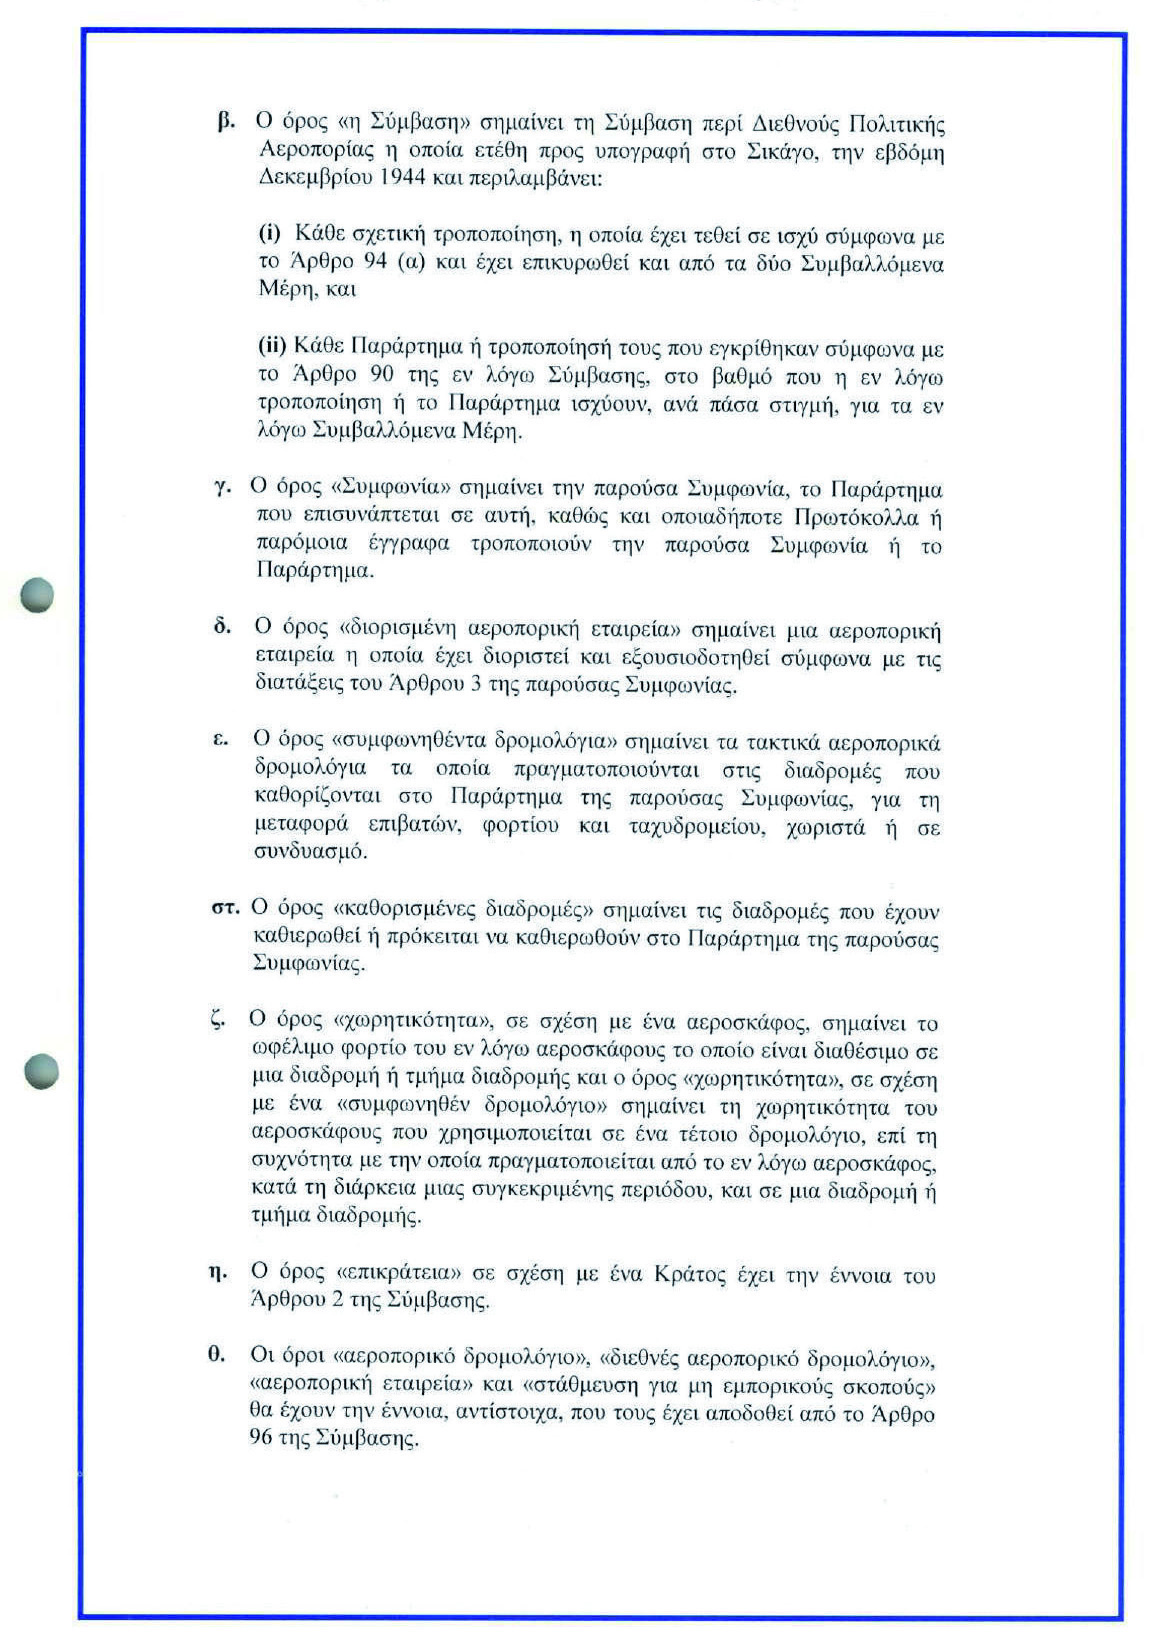 β. Ο όρος «η Σύμβαση» σημαίνει τη Σύμβαση περί Διεθνούς Πολιτικής
Αεροπορίας η οποία ετέθη προς υπογραφή στο Σικάγο, την εβδόμη
Δεκεμβρίου 1944 και περιλαμβάνει:
(i) Κάθε σχετική τροποποίηση, η οποία έχει τεθεί σε ισχύ σύμφωνα με
το Άρθρο 94 (α) και έχει επικυρωθεί και από τα δύο Συμβαλλόμενα
Μέρη, και
(ii) Κάθε Παράρτημα ή τροποποίησή τους που εγκρίθηκαν σύμφωνα με
το Άρθρο 90 της εν λόγω Σύμβασης, στο βαθμό που η εν λόγω
τροποποίηση ή το Παράρτημα ισχύουν, ανά πάσα στιγμή, για τα εν
λόγω Συμβαλλόμενα Μέρη.
γ. Ο όρος «Συμφωνία» σημαίνει την παρούσα Συμφωνία, το Παράρτημα
που επισυνάπτεται σε αυτή, καθώς και οποιαδήποτε Πρωτόκολλα ή
παρόμοια έγγραφα τροποποιούν την παρούσα Συμφωνία ή το
Παράρτημα.
δ. Ο όρος «διορισμένη αεροπορική εταιρεία» σημαίνει μια αεροπορική
εταιρεία η οποία έχει διοριστεί και εξουσιοδοτηθεί σύμφωνα με τις
διατάξεις του Άρθρου 3 της παρούσας Συμφωνίας.
ε. Ο όρος «συμφωνηθέντα δρομολόγια» σημαίνει τα τακτικά αεροπορικά
δρομολόγια τα οποία πραγματοποιούνται στις διαδρομές που
καθορίζονται στο Παράρτημα της παρούσας Συμφωνίας, για τη
μεταφορά επιβατών, φορτίου και ταχυδρομείου, χωριστά ή σε
συνδυασμό.
στ. Ο όρος «καθορισμένες διαδρομές» σημαίνει τις διαδρομές που έχουν
καθιερωθεί ή πρόκειται να καθιερωθούν στο Παράρτημα της παρούσας
Συμφωνίας.
ζ. Ο όρος «χωρητικότητα», σε σχέση με ένα αεροσκάφος, σημαίνει το
ωφέλιμο φορτίο του εν λόγω αεροσκάφους το οποίο είναι διαθέσιμο σε
μια διαδρομή ή τμήμα διαδρομής και ο όρος «χωρητικότητα», σε σχέση
με ένα «συμφωνηθέν δρομολόγιο» σημαίνει τη χωρητικότητα του
αεροσκάφους που χρησιμοποιείται σε ένα τέτοιο δρομολόγιο, επί τη
συχνότητα με την οποία πραγματοποιείται από το εν λόγω αεροσκάφος,
κατά τη διάρκεια μιας συγκεκριμένης περιόδου, και σε μια διαδρομή ή
τμήμα διαδρομής.
η. Ο όρος «επικράτεια» σε σχέση με ένα Κράτος έχει την έννοια του
Άρθρου 2 της Σύμβασης.
θ. Οι όροι «αεροπορικό δρομολόγιο», «διεθνές αεροπορικό δρομολόγιο»,
«αεροπορική εταιρεία» και «στάθμευση για μη εμπορικούς σκοπούς»
θα έχουν την έννοια, αντίστοιχα, που τους έχει αποδοθεί από το Άρθρο
96 της Σύμβασης.